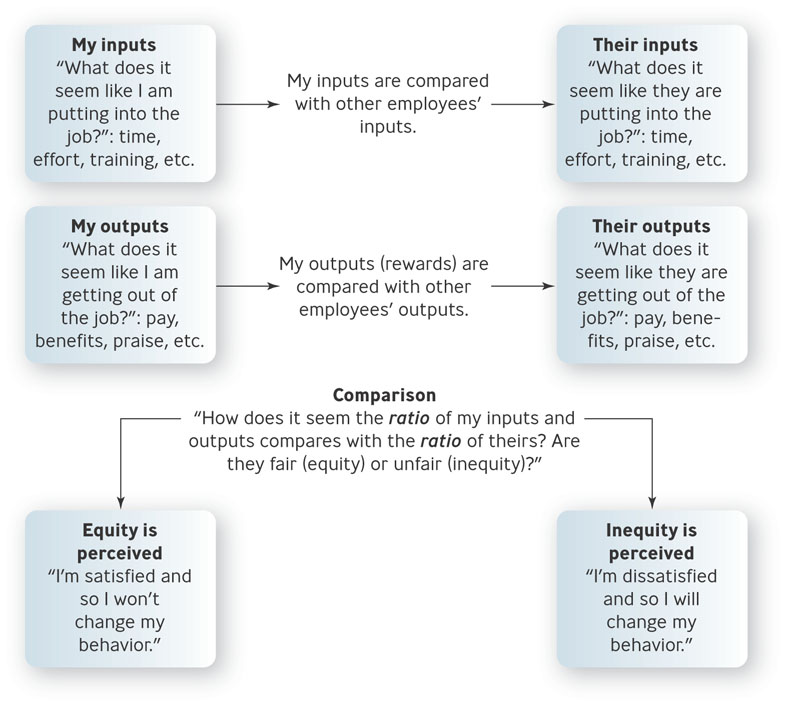 My inputs
“What does it
seem like I am
putting into the
job?”: time,
effort, training, etc.
My inputs are compared
with other employees’
inputs.
Their inputs
“What does it
seem like they are
putting into the
job?”: time,
effort, training, etc.
My outputs
“What does it
seem like I am
getting out of
the job?”: pay,
benefits, praise, etc.
My outputs (rewards) are
compared with other
employees’ outputs.
Their outputs
“What does it
seem like they are
getting out of the
job?”: pay, bene-
fits, praise, etc.
Comparison
“How does it seem the ratio of my inputs and
outputs compares with the ratio of theirs? Are
they fair (equity) or unfair (inequity)?”
Equity is
perceived
“I’m satisfied and
so I won’t
change my
behavior.”
Inequity is
perceived
“I’m dissatisfied
and so I will
change my
behavior.”